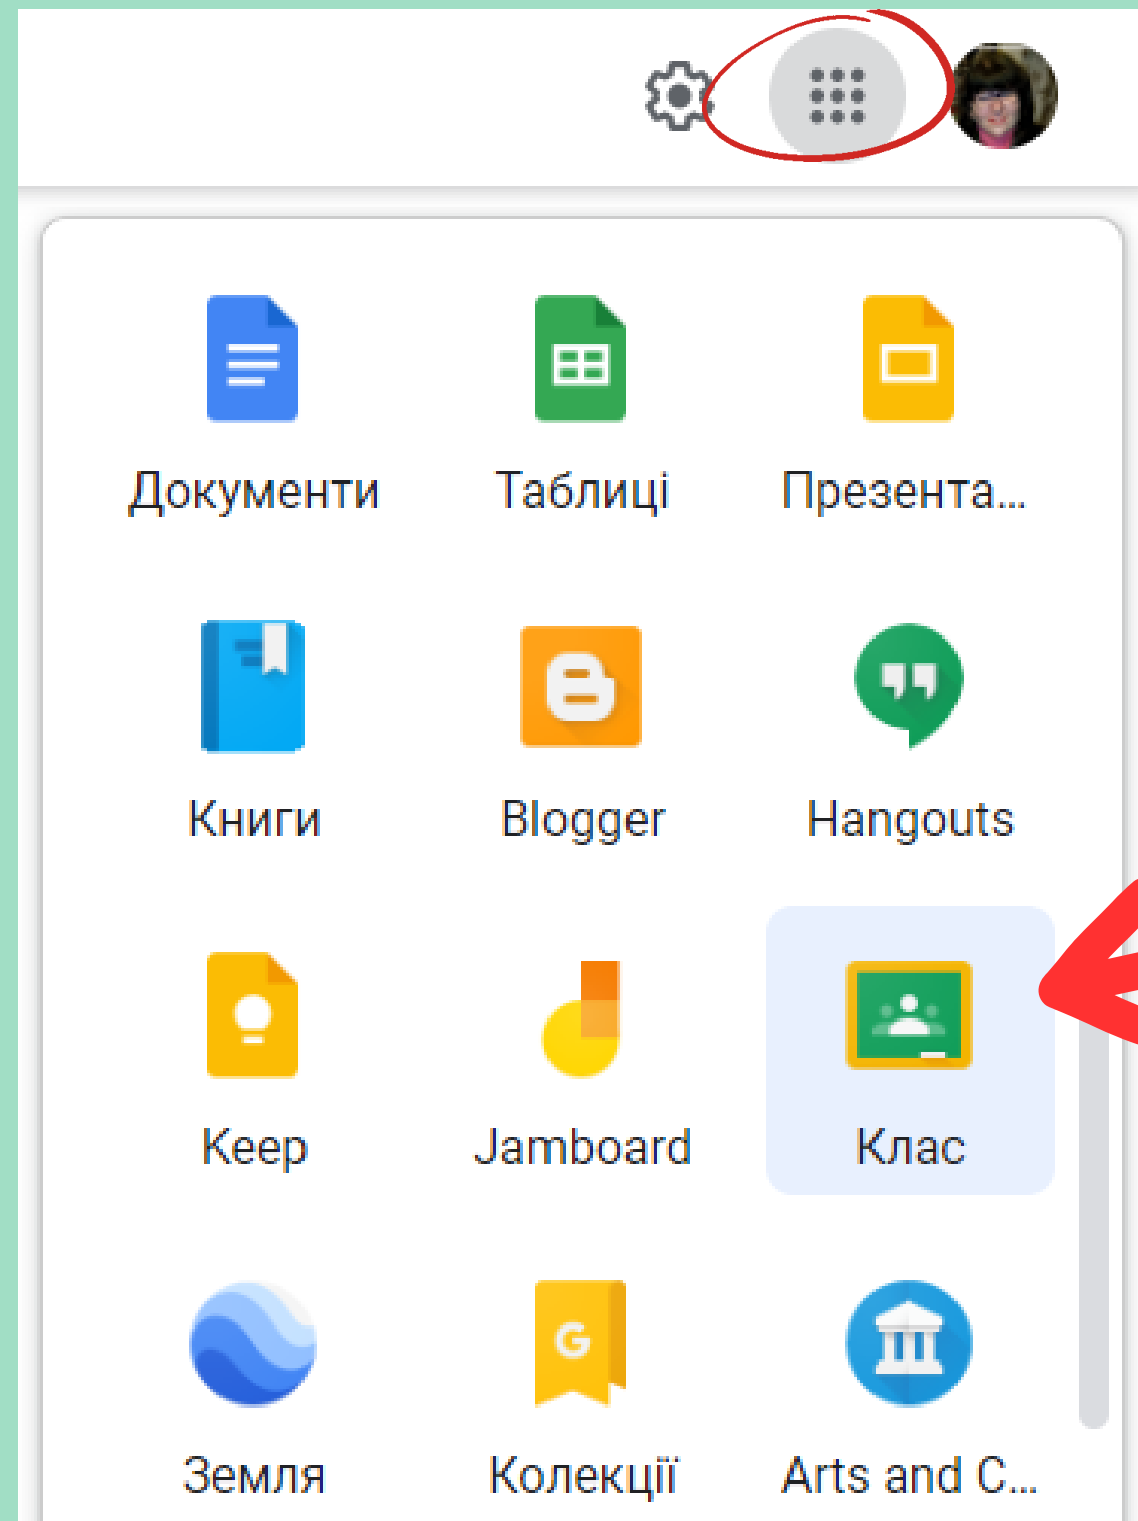 Документи Таблиці Презента...
Книги Blogger Hangouts
Keep Jamboard Клас
Земля Колекції Arts and C...